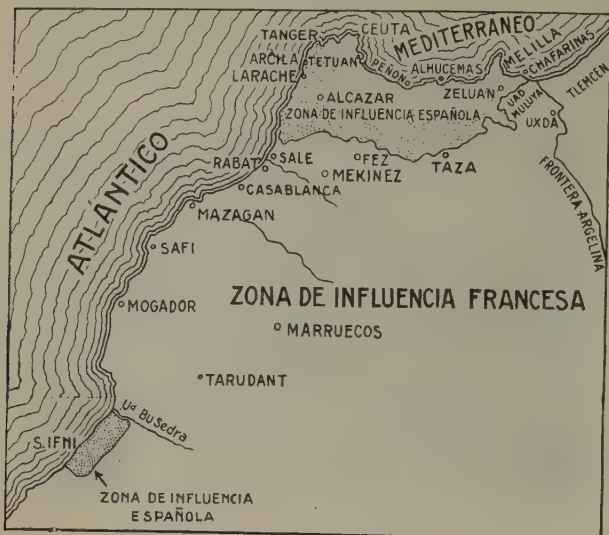 TANGER
CEUTA
MEDITERRANEO
ARCILA
TETUAN
PEÑON
ALHUCEMAS
MELILLA
CHAFARINAS
LARACHE
ZELUAN
UAD
MULUYA
TLEMCÉN
ALCAZAR
ZONA DE INFLUENCIA ESPAÑOLA
UXDA
ATLÁNTICO
RABAT
SALE
FEZ
TAZA
MEKINEZ
CASABLANCA
FRONTERA ARGELINA
MAZAGAN
SAFI
ZONA DE INFLUENCIA FRANCESA
MOGADOR
MARRUECOS
TARUDANT
Ud Bu Sedra
S. IFNI
ZONA DE INFLUENCIA
ESPAÑOLA